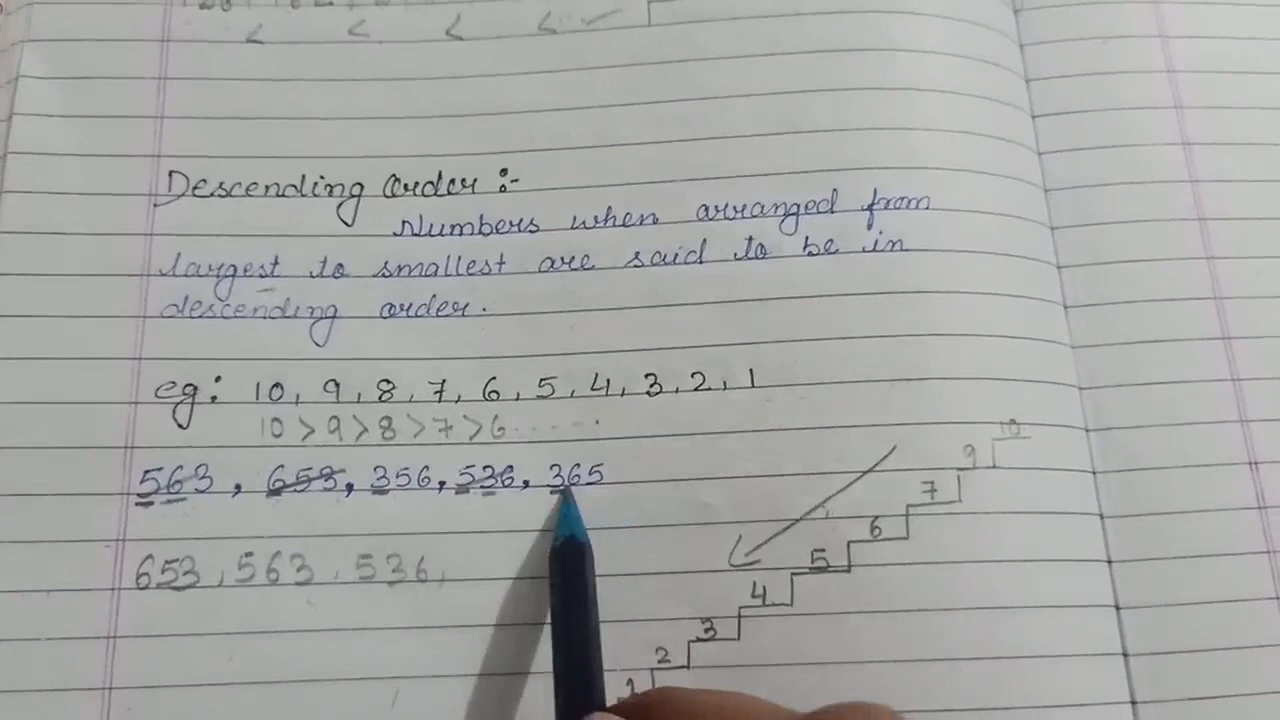 < < < <
Descending Order :-
Numbers when arranged from
largest to smallest are said to be in
descending order.
eg: 10, 9, 8, 7, 6, 5, 4, 3, 2, 1
10 > 9 > 8 > 7 > 6 ......
563, 653, 356, 536, 365
653, 563, 536,
10
9
7
6
5
4
3
2
1